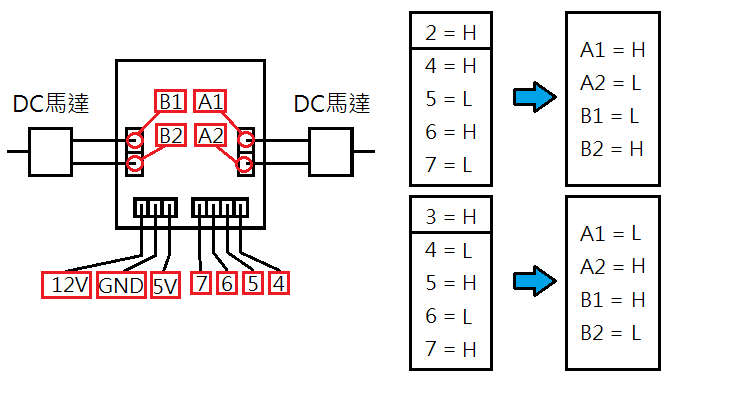 DC馬達
B1
A1
DC馬達
B2
A2
12V
GND
5V
7
6
5
4
2 = H
4 = H
5 = L
6 = H
7 = L
A1 = H
A2 = L
B1 = L
B2 = H
3 = H
4 = L
5 = H
6 = L
7 = H
A1 = L
A2 = H
B1 = H
B2 = L